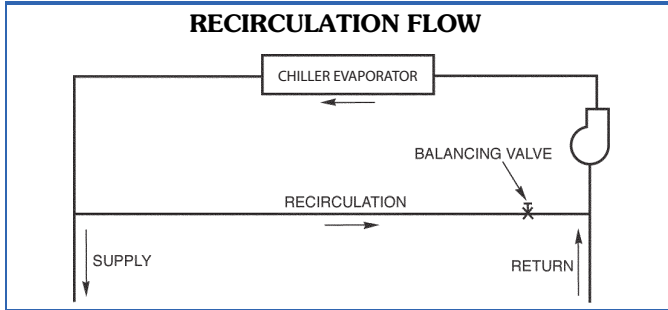 RECIRCULATION FLOW
CHILLER EVAPORATOR
BALANCING VALVE
RECIRCULATION
SUPPLY
RETURN